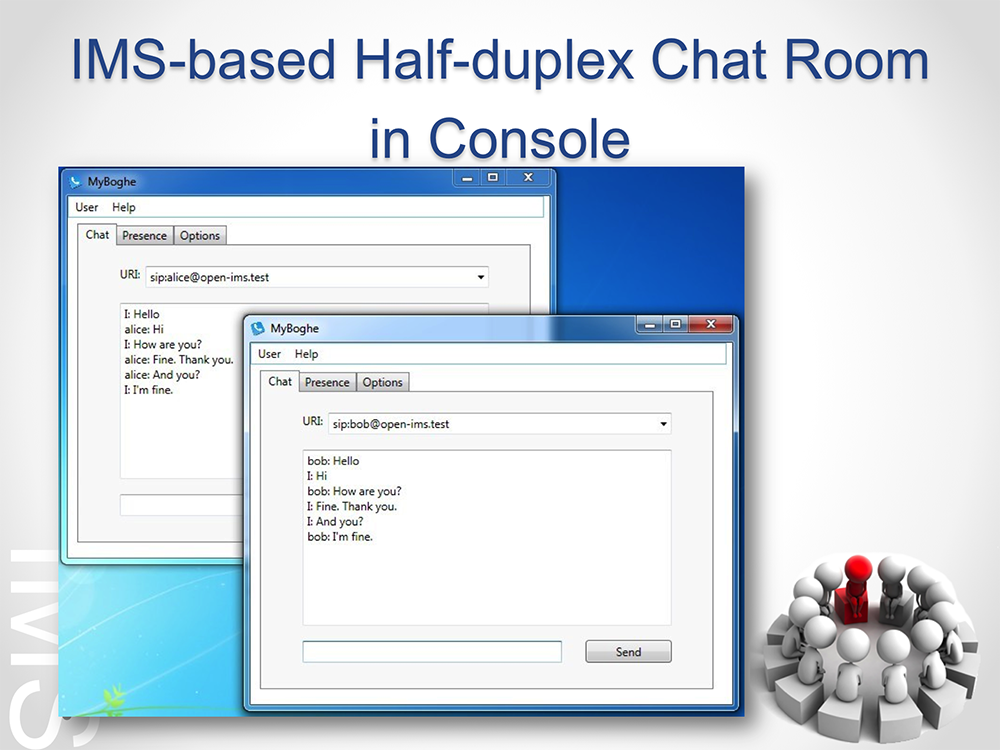 IMS-based Half-duplex Chat Room
in Console
MyBoghe
User Help
Chat Presence Options
URI: sip:alice@open-ims.test
I: Hello
alice: Hi
I: How are you?
alice: Fine. Thank you.
alice: And you?
I: I'm fine.
MyBoghe
User Help
Chat Presence Options
URI: sip:bob@open-ims.test
bob: Hello
I: Hi
bob: How are you?
I: Fine. Thank you.
I: And you?
bob: I'm fine.
Send
IMS